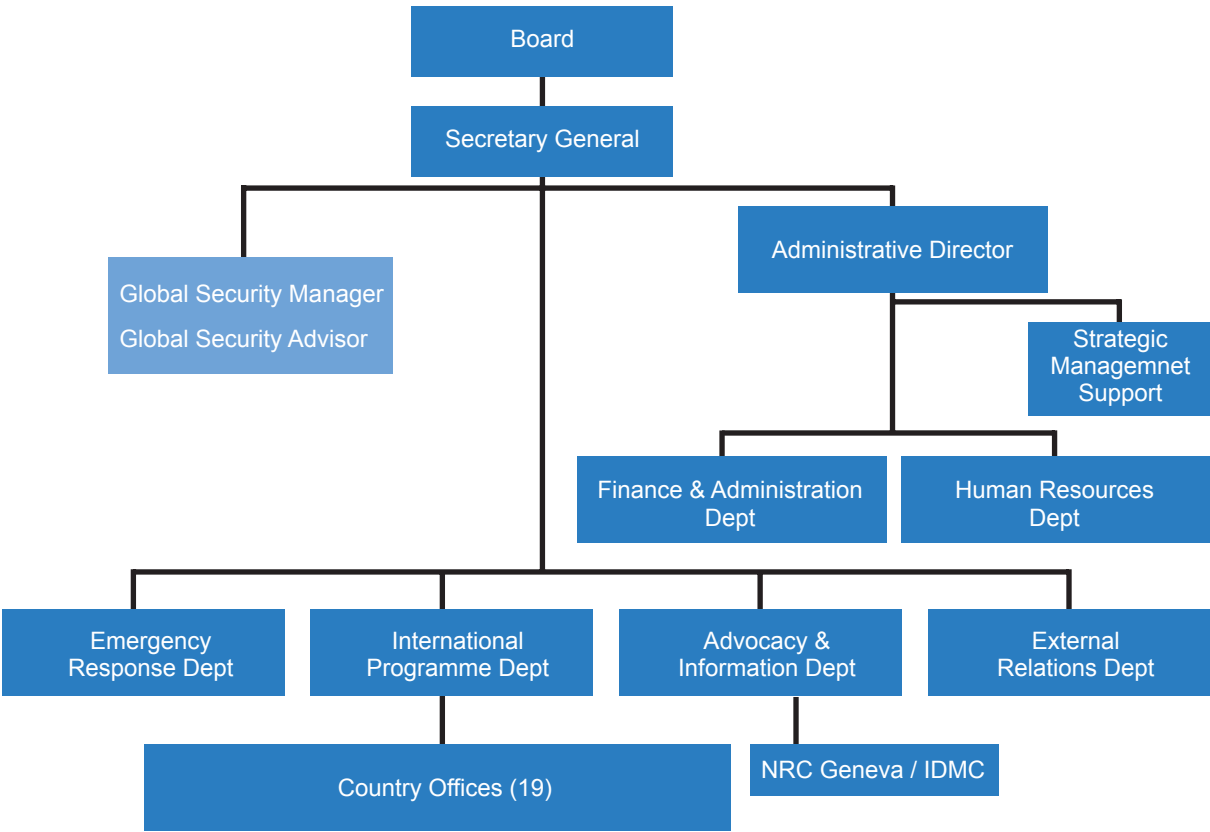 Board
Secretary General
Administrative Director
Global Security Manager
Global Security Advisor
Strategic
Managemnet
Support
Finance & Administration
Dept
Human Resources
Dept
Emergency
Response Dept
International
Programme Dept
Advocacy &
Information Dept
External
Relations Dept
Country Offices (19)
NRC Geneva / IDMC